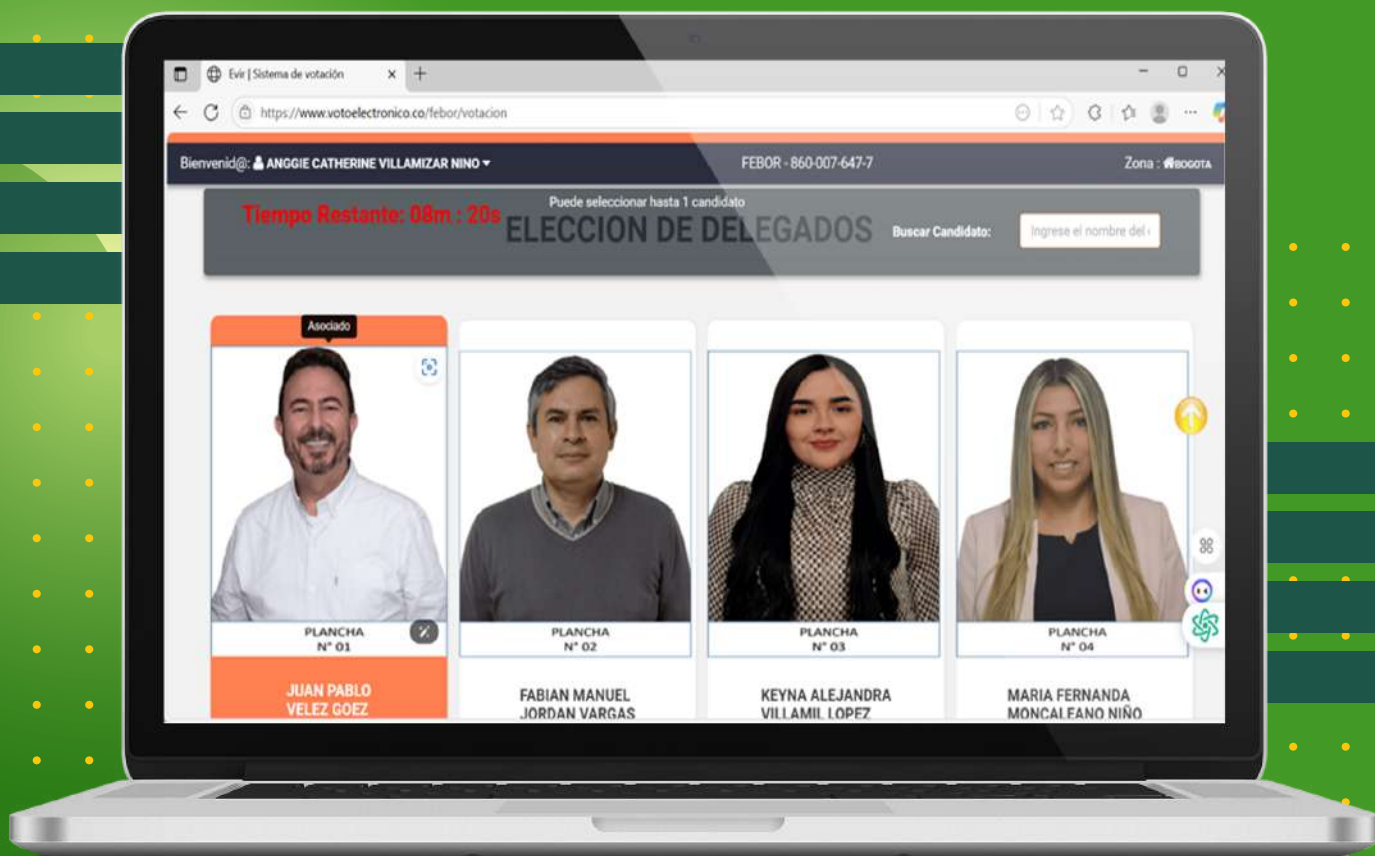 Evir | Sistema de votación
https://www.votoelectronico.co/febor/votacion
Bienvenid@: ANGGIE CATHERINE VILLAMIZAR NINO
FEBOR - 860-007-647-7
Zona : BOGOTA
Puede seleccionar hasta 1 candidato
Tiempo Restante: 08m : 20s
ELECCION DE DELEGADOS
Buscar Candidato:
Ingrese el nombre del
Asociado
PLANCHA
N° 01
JUAN PABLO
VELEZ GOEZ
PLANCHA
N° 02
FABIAN MANUEL
JORDAN VARGAS
PLANCHA
N° 03
KEYNA ALEJANDRA
VILLAMIL LOPEZ
PLANCHA
N° 04
MARIA FERNANDA
MONCALEANO NIÑO